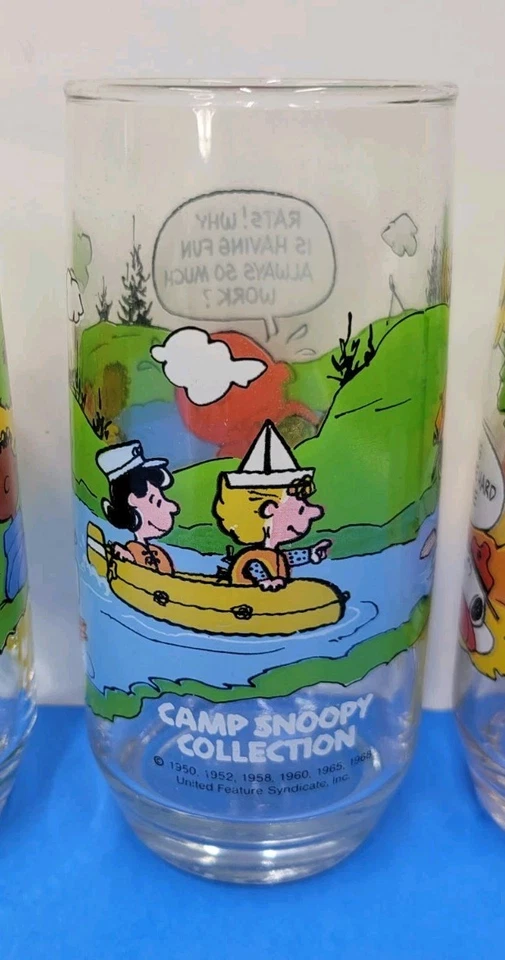 RATS! WHY
IS HAVING FUN
ALWAYS SO MUCH
WORK?
CAMP SNOOPY
COLLECTION
© 1950, 1952, 1958, 1960, 1965, 1968
United Feature Syndicate, Inc.